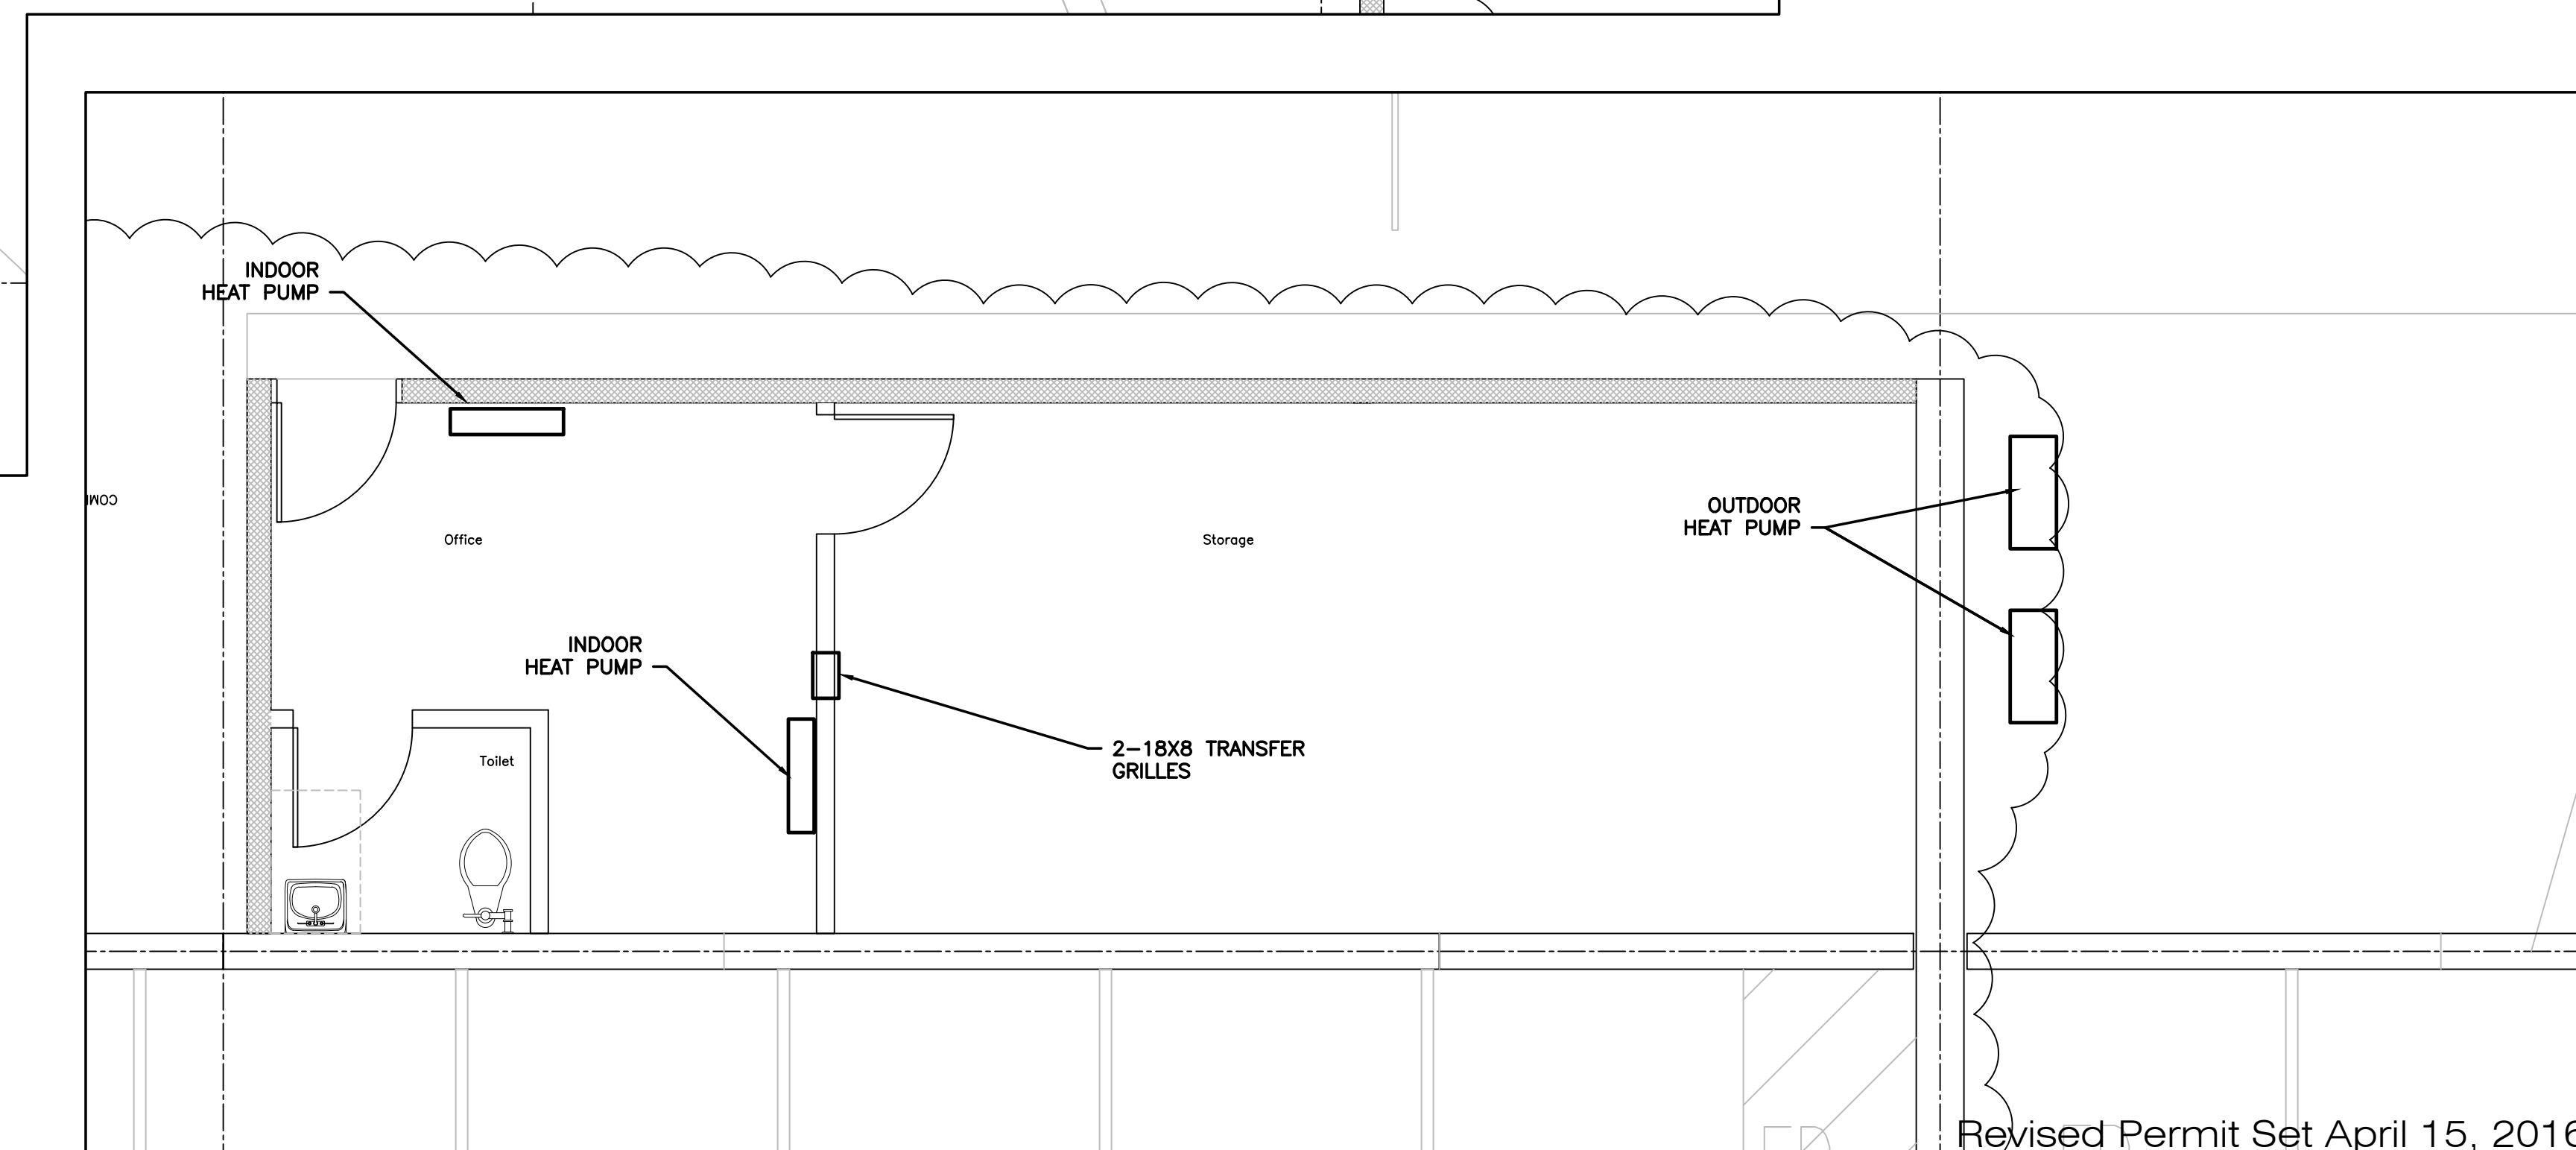 INDOOR
HEAT PUMP
OUTDOOR
HEAT PUMP
Office
Storage
INDOOR
HEAT PUMP
2-18X8 TRANSFER
GRILLES
Toilet
Revised Permit Set April 15, 2016